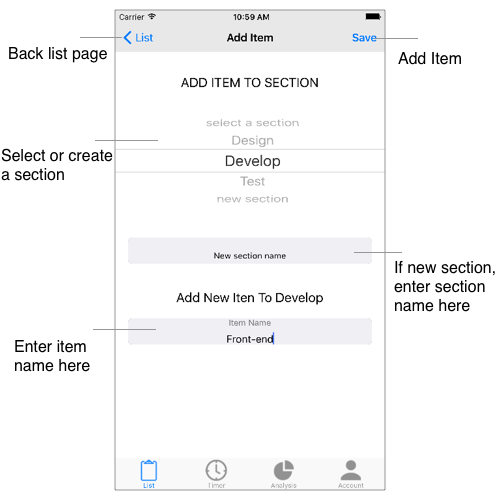 Carrier 10:59 AM
List Add Item Save
Back list page
Add Item
ADD ITEM TO SECTION
select a section
Design
Select or create
a section
Develop
Test
new section
New section name
If new section,
enter section
name here
Add New Iten To Develop
Item Name
Front-end
Enter item
name here
List Timer Analysis Account